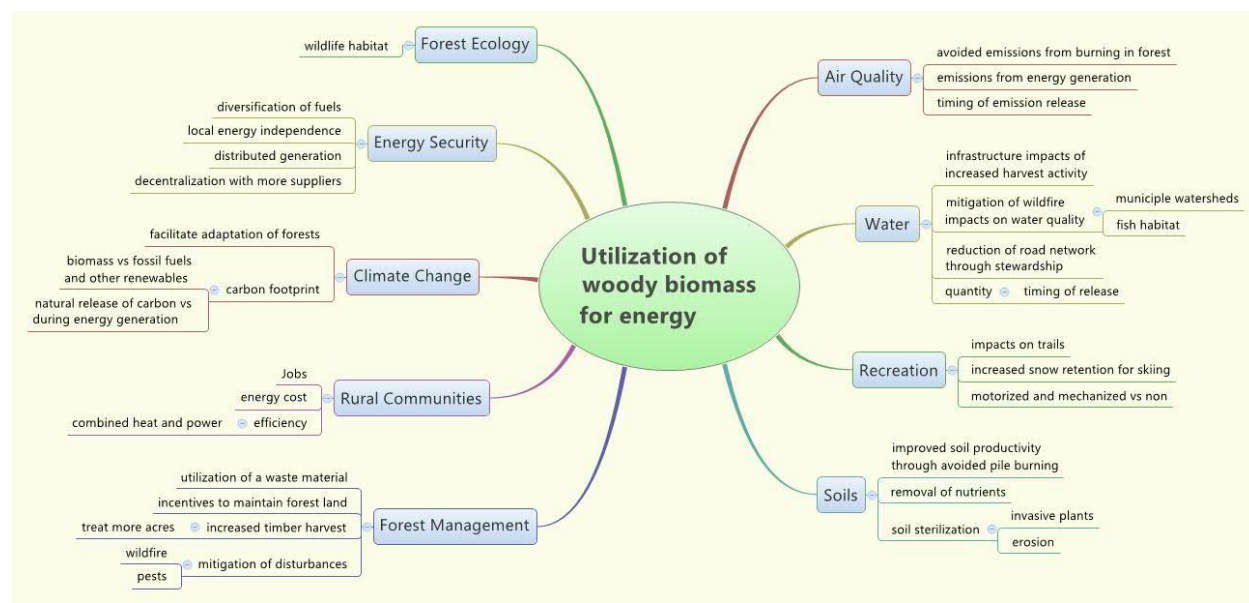 Utilization of
woody biomass
for energy
Forest Ecology
wildlife habitat
Energy Security
diversification of fuels
local energy independence
distributed generation
decentralization with more suppliers
Climate Change
facilitate adaptation of forests
carbon footprint
biomass vs fossil fuels
and other renewables
natural release of carbon vs
during energy generation
Rural Communities
Jobs
energy cost
efficiency
combined heat and power
Forest Management
utilization of a waste material
incentives to maintain forest land
increased timber harvest
treat more acres
mitigation of disturbances
wildfire
pests
Air Quality
avoided emissions from burning in forest
emissions from energy generation
timing of emission release
Water
infrastructure impacts of
increased harvest activity
mitigation of wildfire
impacts on water quality
municiple watersheds
fish habitat
reduction of road network
through stewardship
quantity
timing of release
Recreation
impacts on trails
increased snow retention for skiing
motorized and mechanized vs non
Soils
improved soil productivity
through avoided pile burning
removal of nutrients
soil sterilization
invasive plants
erosion